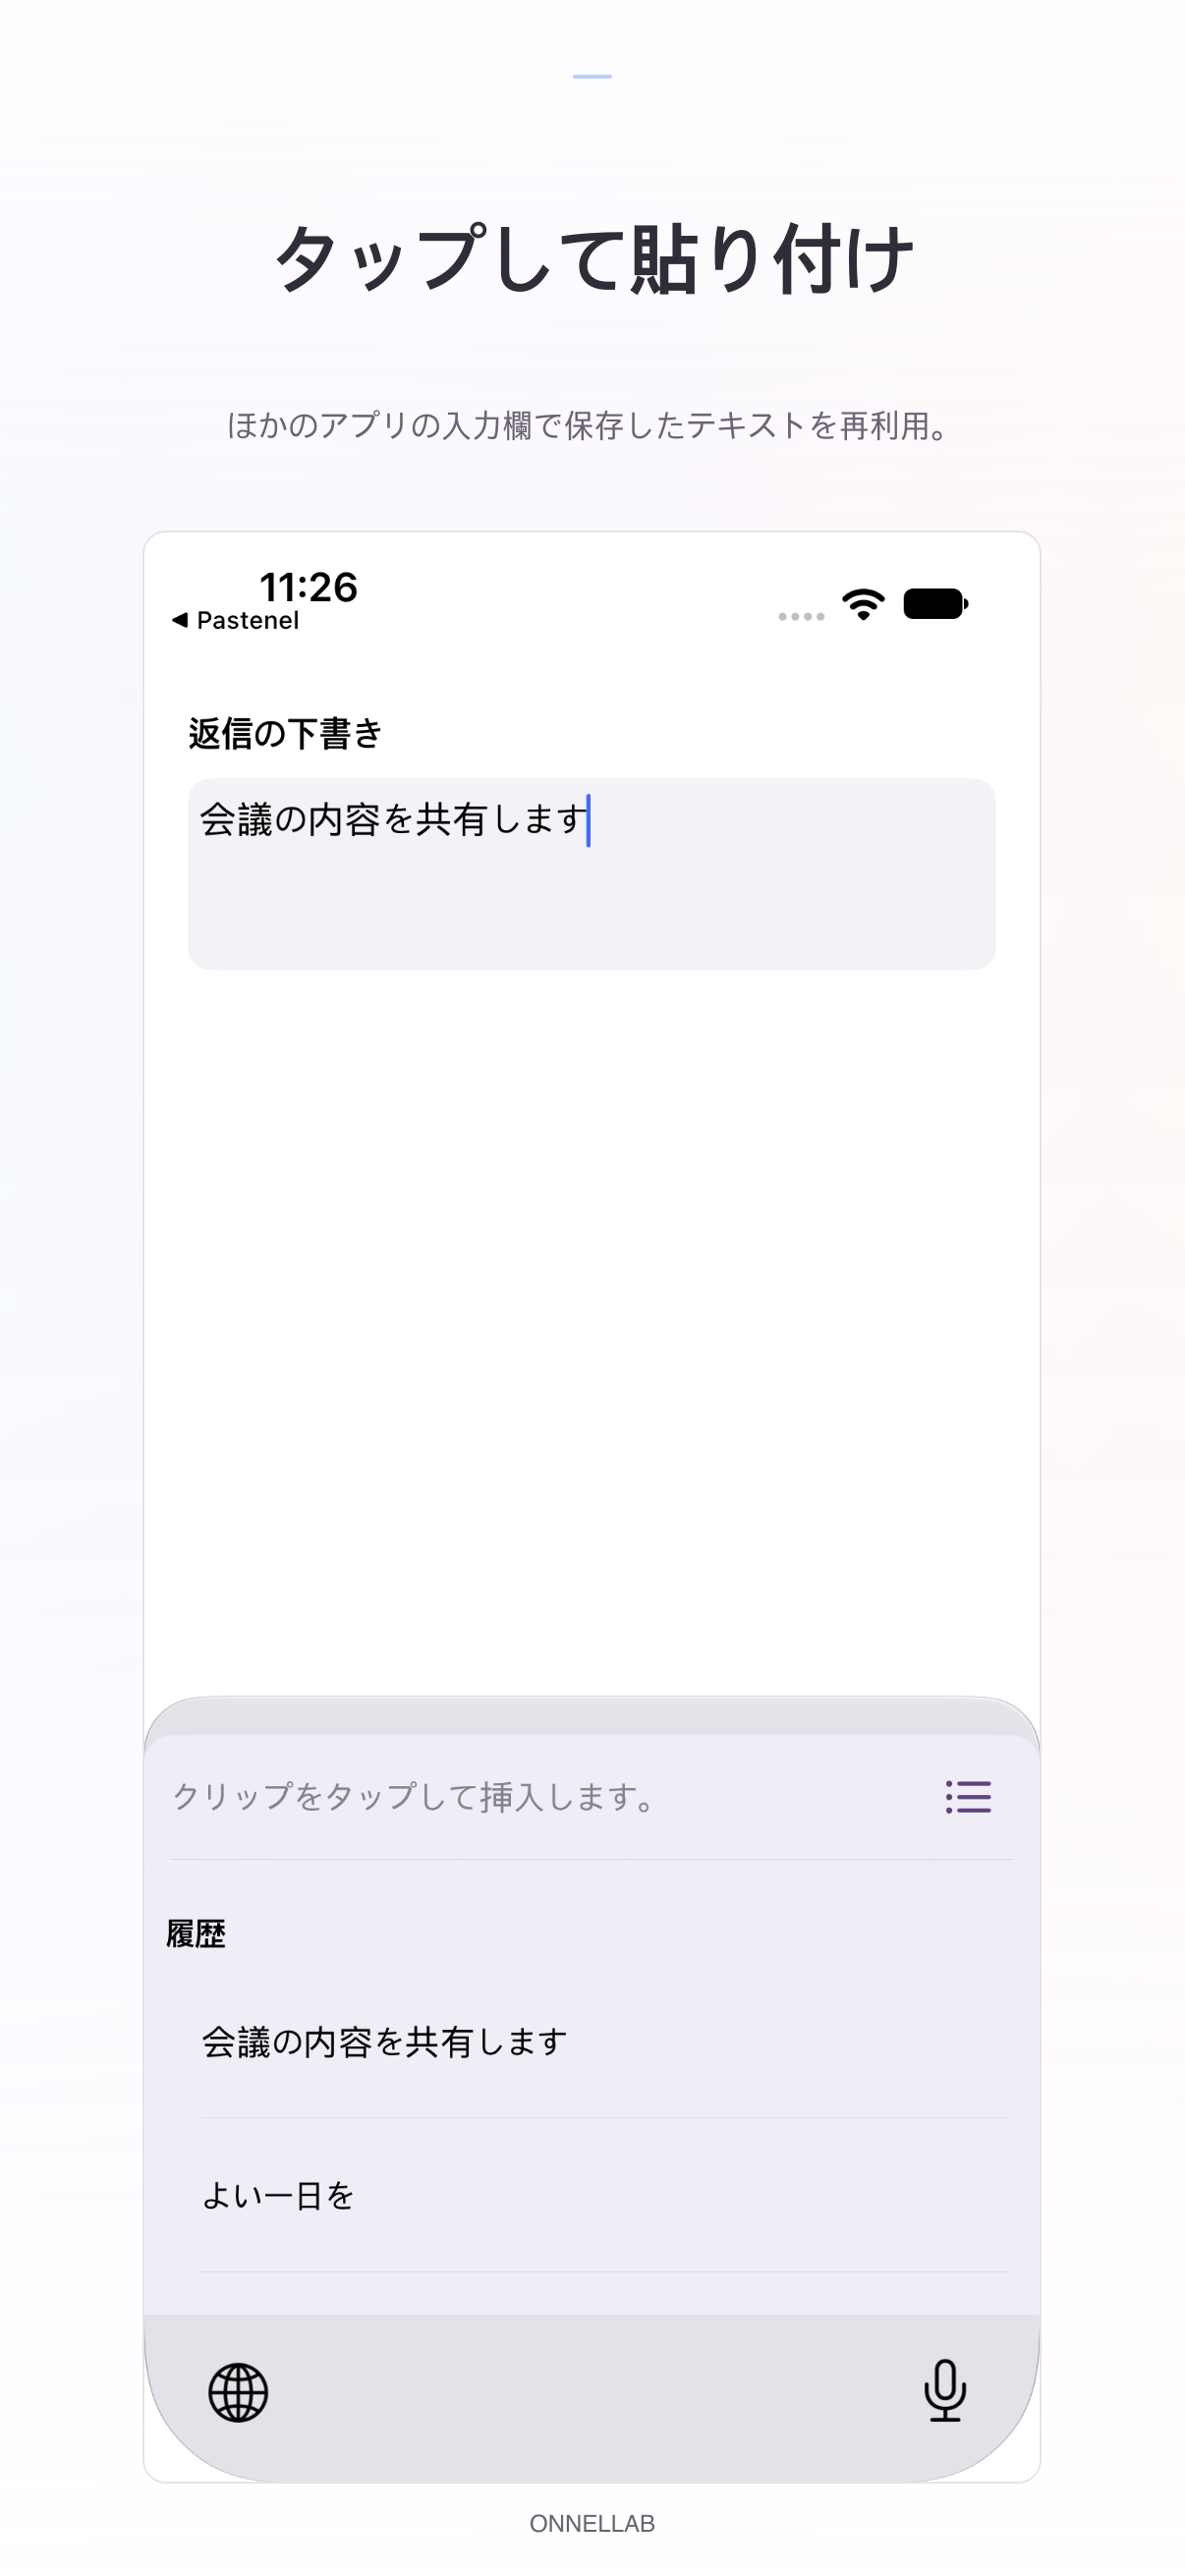 タップして貼り付け
ほかのアプリの入力欄で保存したテキストを再利用。
11:26
◀ Pastenel
返信の下書き
会議の内容を共有します
クリップをタップして挿入します。
履歴
会議の内容を共有します
よい一日を
ONNELLAB